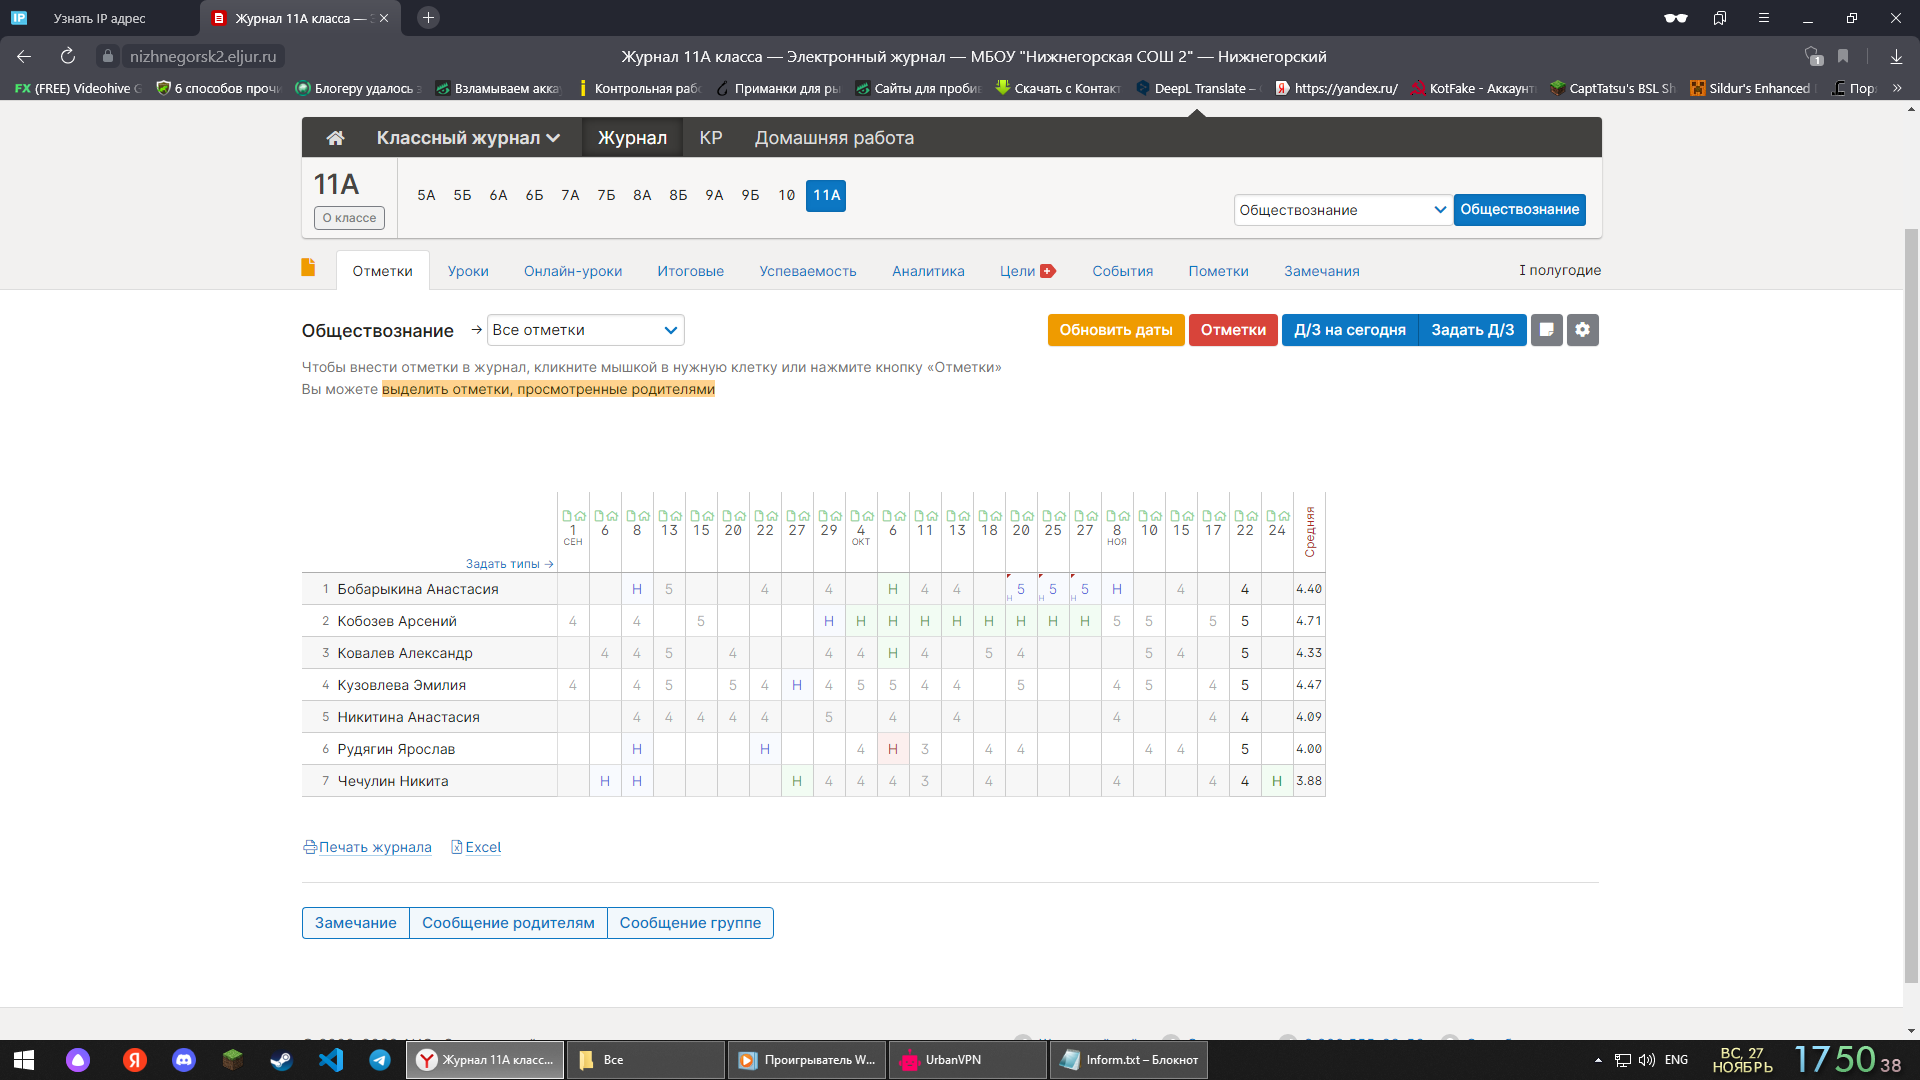 Узнать IP адрес
Журнал 11А класса —
nizhnegorsk2.eljur.ru
Журнал 11А класса — Электронный журнал — МБОУ "Нижнегорская СОШ 2" — Нижнегорский
1
FX (FREE) Videohive
6 способов
Блогеру удалось
Взламываем
Контрольная
Приманки для
Сайты для
Скачать с
DeepL Translate –
https://yandex.ru/
KotFake -
CaptTatsu's BSL
Sildur's Enhanced
»
Классный журнал
Журнал
КР
Домашняя работа
11А
О классе
5А 5Б 6А 6Б 7А 7Б 8А 8Б 9А 9Б 10 11А
Обществознание
Обществознание
Отметки
Уроки
Онлайн-уроки
Итоговые
Успеваемость
Аналитика
Цели
События
Пометки
Замечания
I полугодие
Обществознание → Все отметки
Обновить даты
Отметки
Д/З на сегодня
Задать Д/З
Чтобы внести отметки в журнал, кликните мышкой в нужную клетку или нажмите кнопку «Отметки»
Вы можете выделить отметки, просмотренные родителями
1 6 8 13 15 20 22 27 29 4 6 11 13 18 20 25 27 8 10 15 17 22 24 Средняя
СЕН ОКТ НОЯ
Задать типы →
1 Бобарыкина Анастасия Н 5 4 4 Н 4 4 Н 5 Н 5 Н 5 Н 4 4 4.40
2 Кобозев Арсений 4 4 5 Н Н Н Н Н Н Н Н Н 5 5 5 5 4.71
3 Ковалев Александр 4 4 5 4 4 4 Н 4 5 4 5 4 5 4.33
4 Кузовлева Эмилия 4 4 5 5 4 Н 4 5 5 4 4 5 4 5 4 5 4.47
5 Никитина Анастасия 4 4 4 4 4 5 4 4 4 4 4 4.09
6 Рудягин Ярослав Н Н 4 Н 3 4 4 4 4 5 4.00
7 Чечулин Никита Н Н Н 4 4 4 3 4 4 4 4 Н 3.88
Печать журнала
Excel
Замечание
Сообщение родителям
Сообщение группе
Журнал 11А класс...
Все
Проигрыватель W...
UrbanVPN
Inform.txt – Блокнот
ENG
ВС, 27
НОЯБРЬ
17 50 38